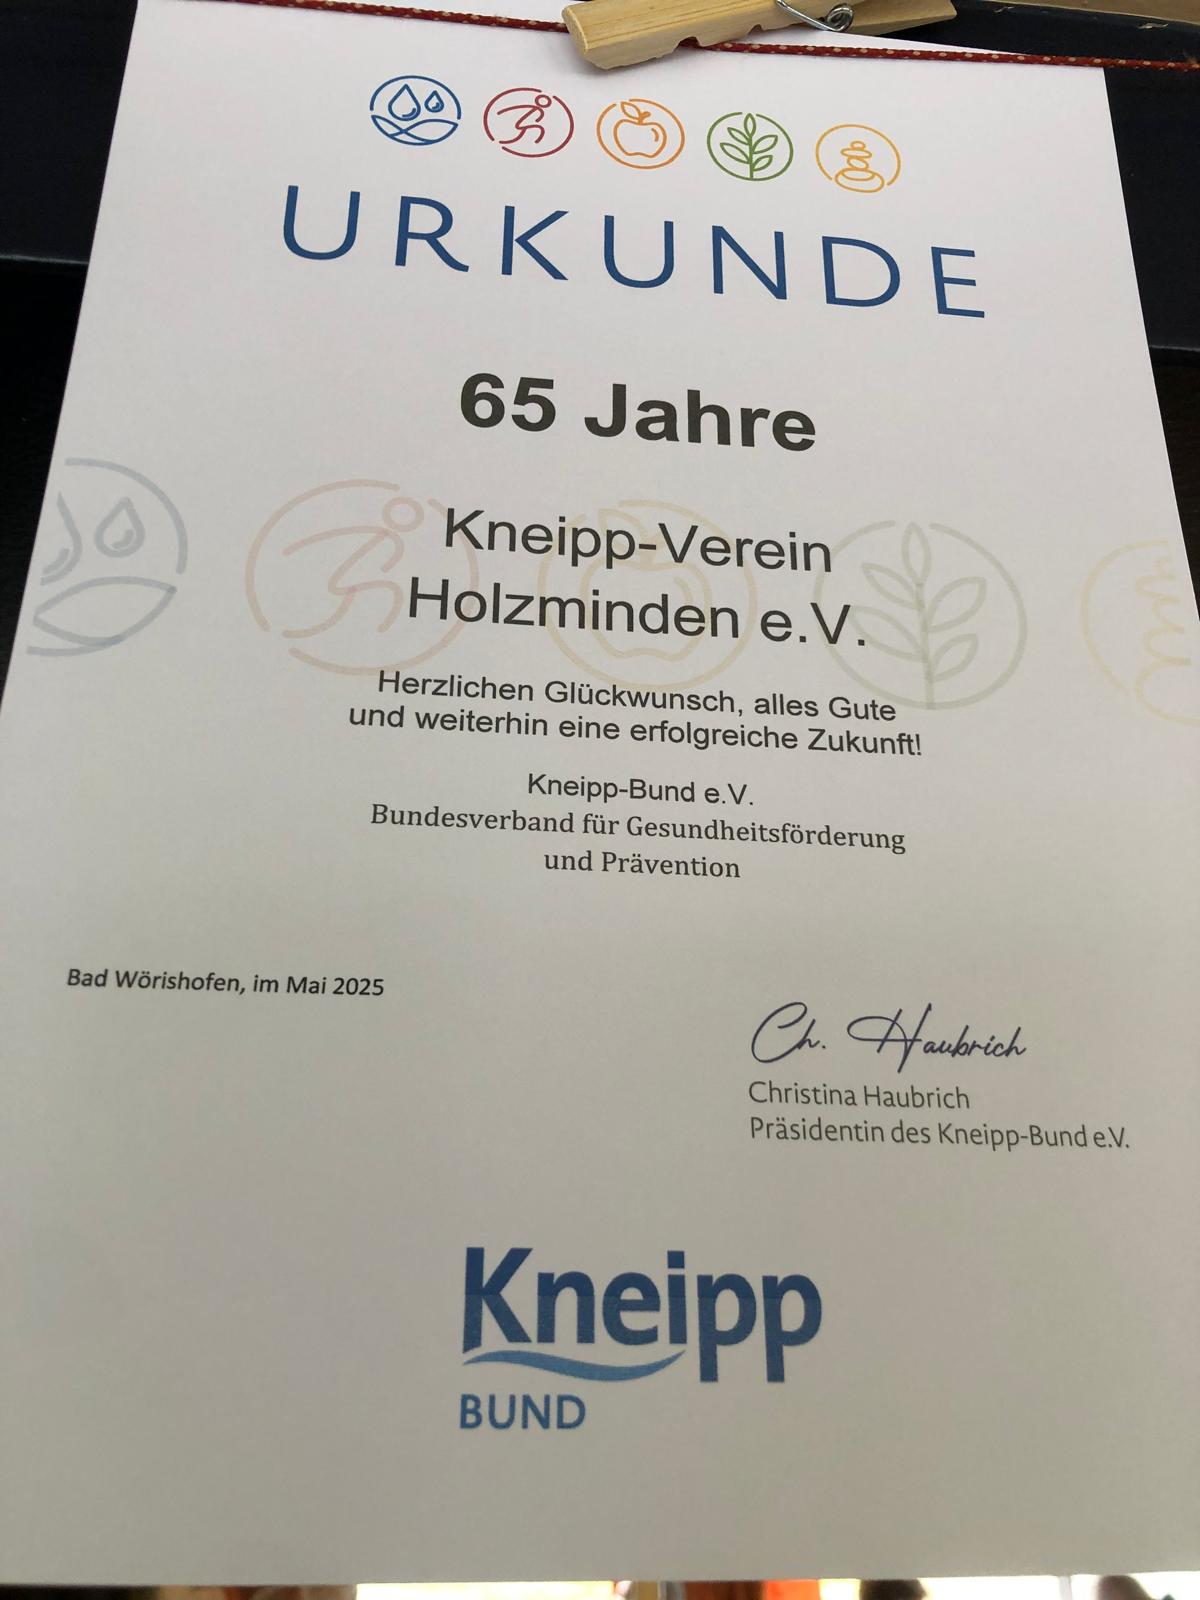 URKUNDE
65 Jahre
Kneipp-Verein
Holzminden e.V.
Herzlichen Glückwunsch, alles Gute
und weiterhin eine erfolgreiche Zukunft!
Kneipp-Bund e.V.
Bundesverband für Gesundheitsförderung
und Prävention
Bad Wörishofen, im Mai 2025
Ch. Haubrich
Christina Haubrich
Präsidentin des Kneipp-Bund e.V.
Kneipp
BUND